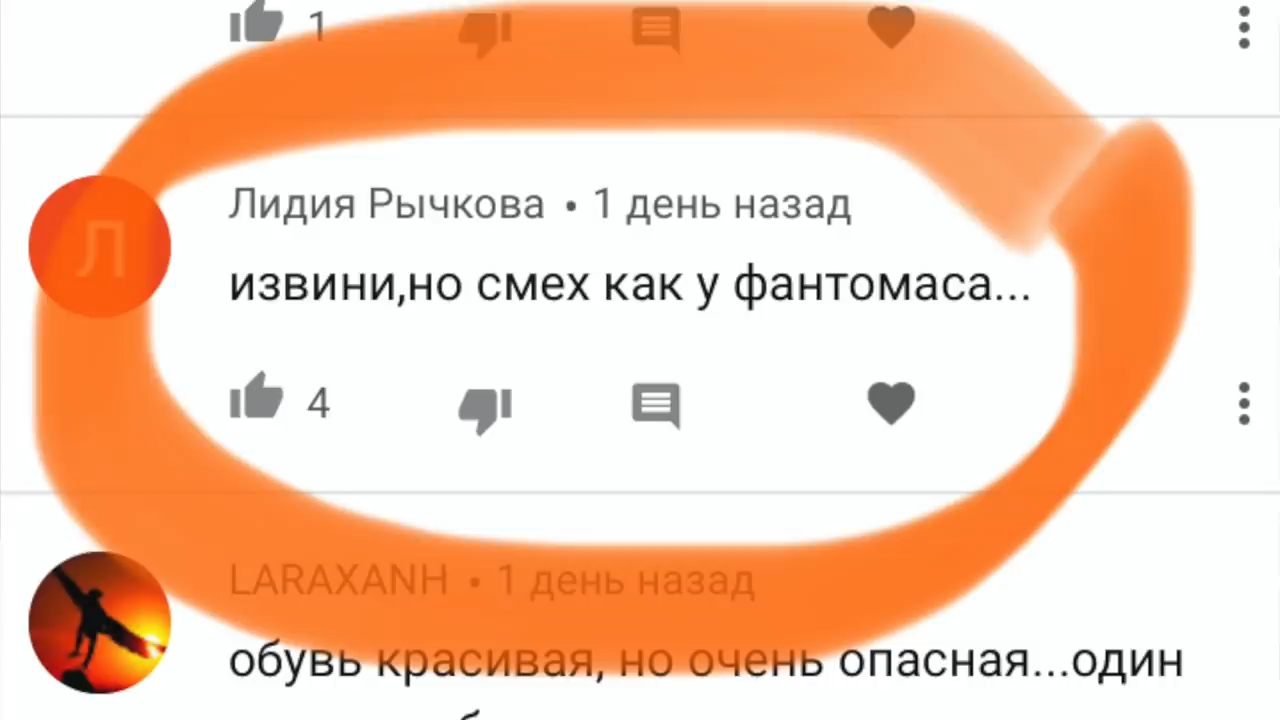 1
Л
Лидия Рычкова • 1 день назад
извини,но смех как у фантомаса...
4
LARAXANH • 1 день назад
обувь красивая, но очень опасная...один